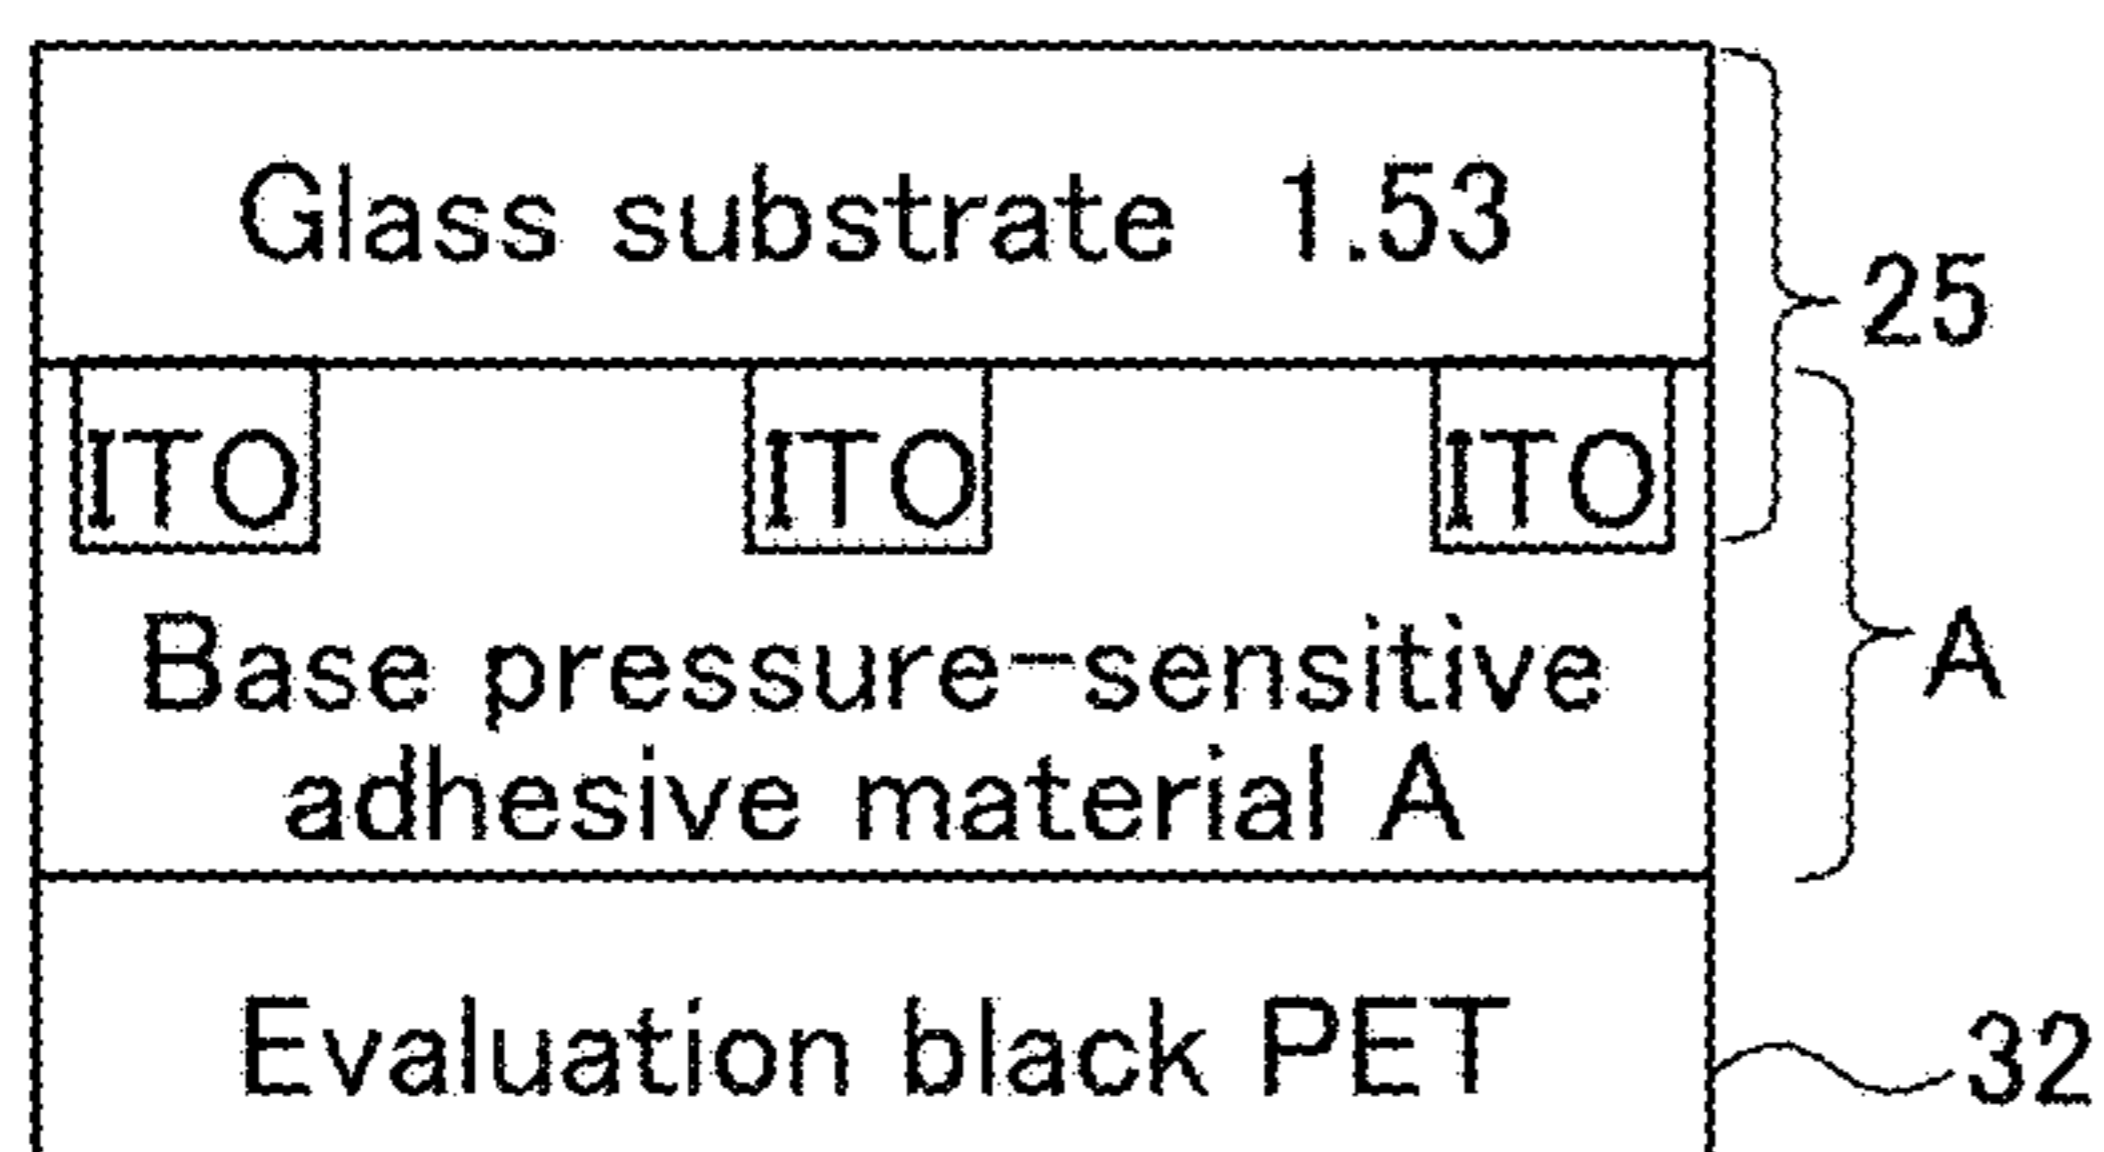 Glass substrate 1.53
25
ITO ITO ITO
Base pressure-sensitive
adhesive material A
A
Evaluation black PET
32